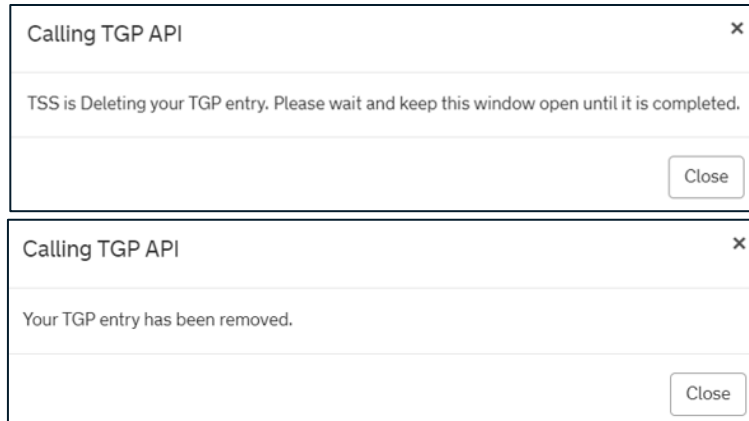 Calling TGP API ×
TSS is Deleting your TGP entry. Please wait and keep this window open until it is completed.
Close
Calling TGP API ×
Your TGP entry has been removed.
Close